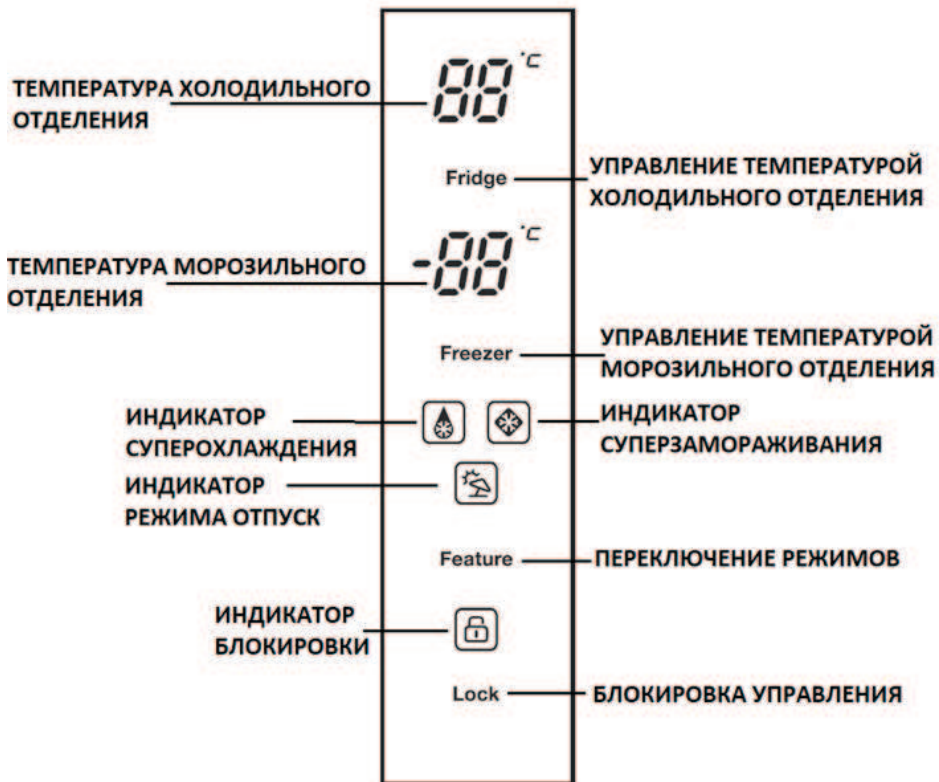 88 °C
ТЕМПЕРАТУРА ХОЛОДИЛЬНОГО
ОТДЕЛЕНИЯ
Fridge
УПРАВЛЕНИЕ ТЕМПЕРАТУРОЙ
ХОЛОДИЛЬНОГО ОТДЕЛЕНИЯ
-88 °C
ТЕМПЕРАТУРА МОРОЗИЛЬНОГО
ОТДЕЛЕНИЯ
Freezer
УПРАВЛЕНИЕ ТЕМПЕРАТУРОЙ
МОРОЗИЛЬНОГО ОТДЕЛЕНИЯ
ИНДИКАТОР
СУПЕРОХЛАЖДЕНИЯ
ИНДИКАТОР
СУПЕРЗАМОРАЖИВАНИЯ
ИНДИКАТОР
РЕЖИМА ОТПУСК
Feature
ПЕРЕКЛЮЧЕНИЕ РЕЖИМОВ
ИНДИКАТОР
БЛОКИРОВКИ
Lock
БЛОКИРОВКА УПРАВЛЕНИЯ